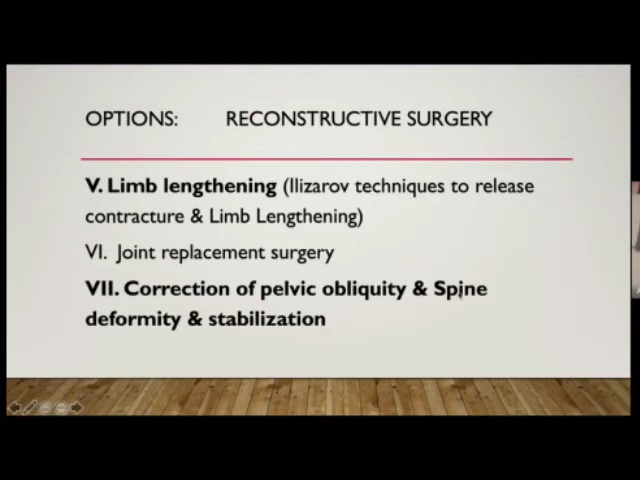 OPTIONS: RECONSTRUCTIVE SURGERY
V. Limb lengthening (Ilizarov techniques to release
contracture & Limb Lengthening)
VI. Joint replacement surgery
VII. Correction of pelvic obliquity & Spine
deformity & stabilization